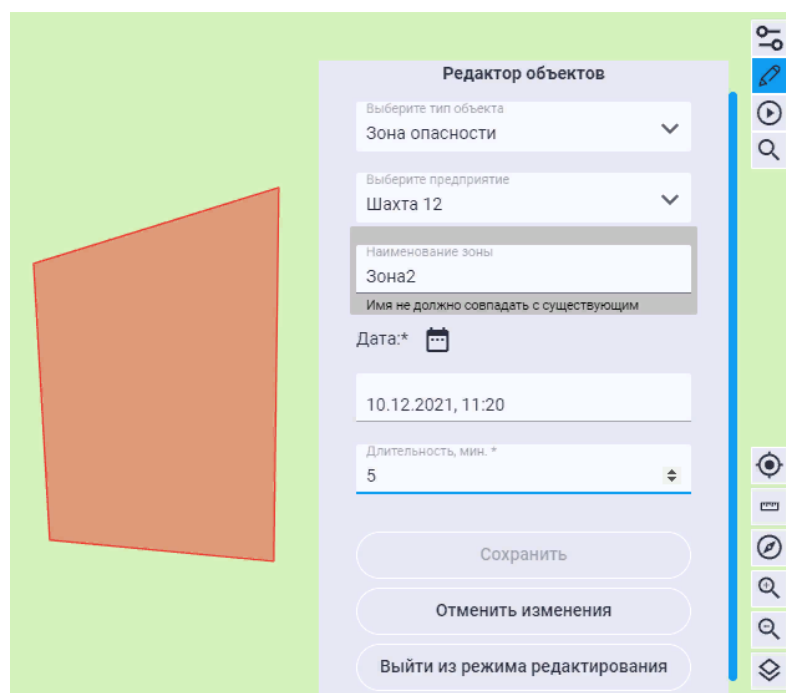 Редактор объектов
Выберите тип объекта
Зона опасности
Выберите предприятие
Шахта 12
Наименование зоны
Зона2
Имя не должно совпадать с существующим
Дата:*
10.12.2021, 11:20
Длительность, мин. *
5
Сохранить
Отменить изменения
Выйти из режима редактирования